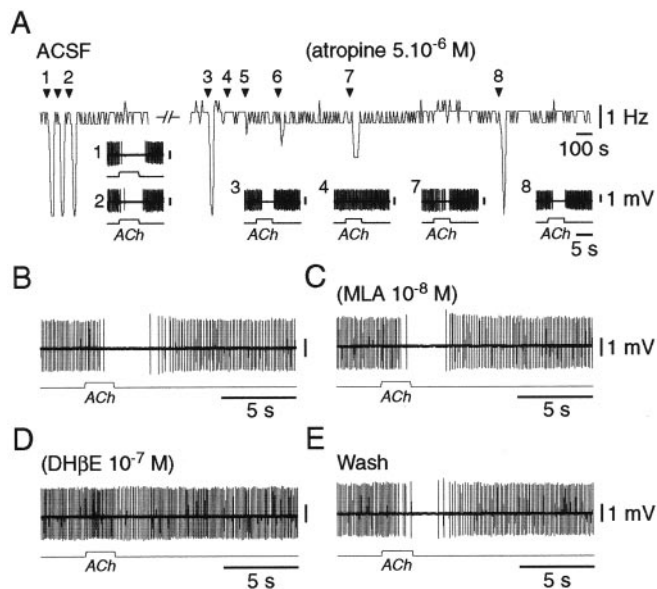 A
ACSF (atropine 5.10-6 M)
1 2 3 4 5 6 7 8
1 Hz
100 s
1
2 3 4 7 8
1 mV
ACh ACh ACh ACh ACh
5 s
B C
(MLA 10-8 M)
1 mV
ACh 5 s ACh 5 s
D E
(DHβE 10-7 M) Wash
1 mV
ACh 5 s ACh 5 s